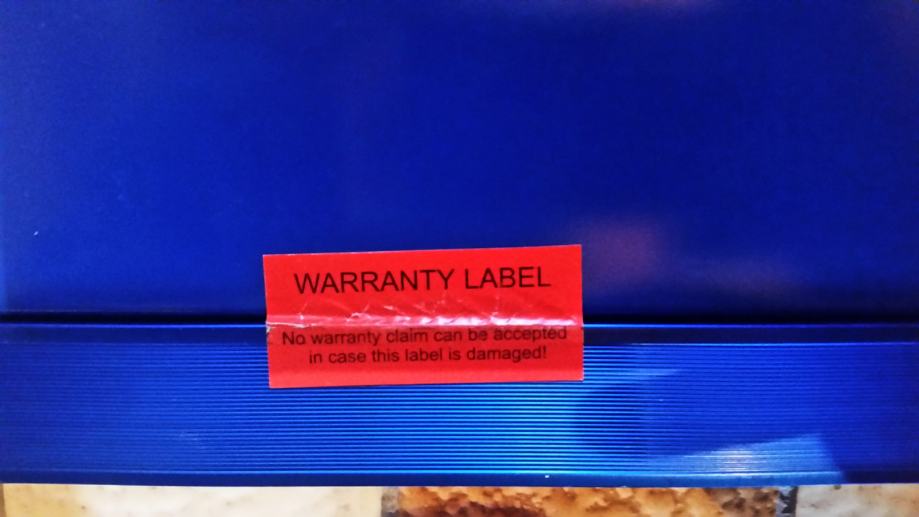 WARRANTY LABEL
No warranty claim can be accepted
in case this label is damaged!